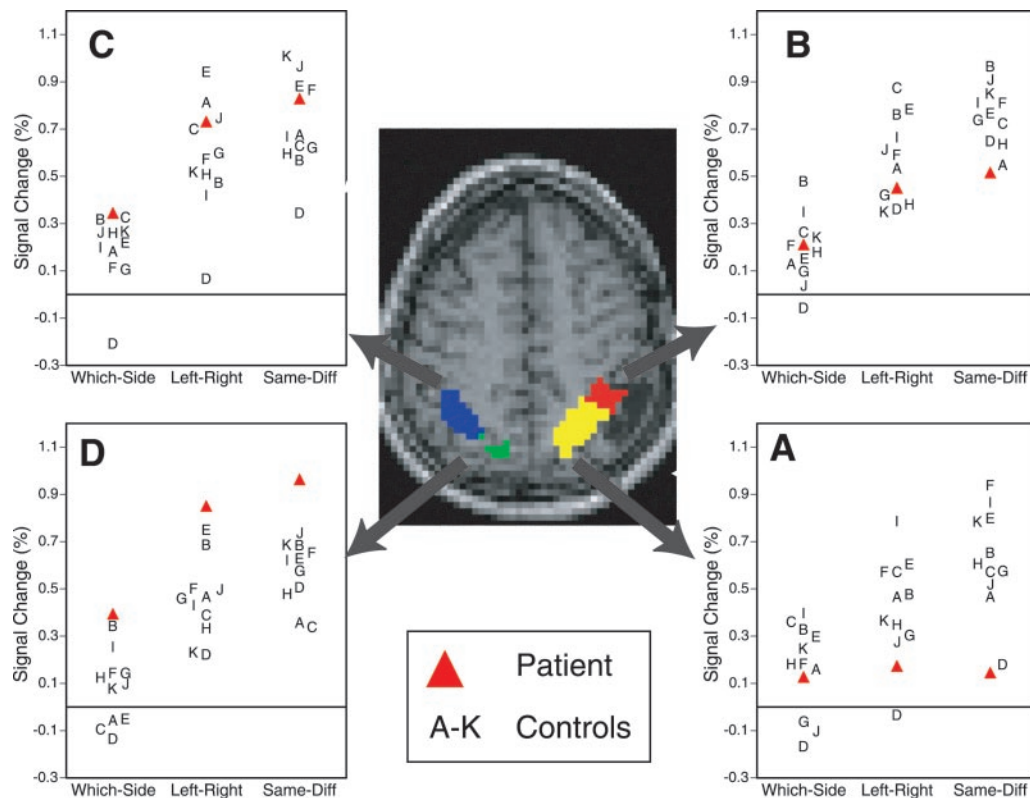 C
Signal Change (%)
1.1
0.9
0.7
0.5
0.3
0.1
-0.1
-0.3
B C
J H K
I E
A
F G
D
E
A
C J
F G
K H B
I
D
K J
E F
I A
H C G
B
D
Which-Side Left-Right Same-Diff
B
Signal Change (%)
1.1
0.9
0.7
0.5
0.3
0.1
-0.1
-0.3
B
I
C K
F H
A E
G
J
D
C
B E
I
J F
A
G
K D H
B
J
K
I F
G E C
D H
A
Which-Side Left-Right Same-Diff
D
Signal Change (%)
1.1
0.9
0.7
0.5
0.3
0.1
-0.1
-0.3
B
I
H F G
K J
C A E
D
E
B
F J
G I A
C
H
K D
J
K B F
I E
G
H D
A C
Which-Side Left-Right Same-Diff
A
Signal Change (%)
1.1
0.9
0.7
0.5
0.3
0.1
-0.1
-0.3
I
C B E
K
H F A
G J
D
I
F C E
A B
K H
J G
D
F
I
K E
B
H C G
J
A
D
Which-Side Left-Right Same-Diff
Patient
A-K Controls